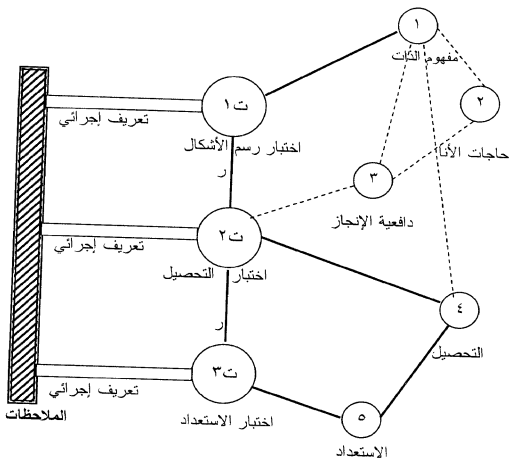 ١
مفهوم الذات
٢
حاجات الأنا
ت١
تعريف إجرائي
اختبار رسم الأشكال
ر
٣
دافعية الإنجاز
ت٢
تعريف إجرائي
اختبار التحصيل
ر
٤
التحصيل
ت٣
تعريف إجرائي
اختبار الاستعداد
الملاحظات
٥
الاستعداد